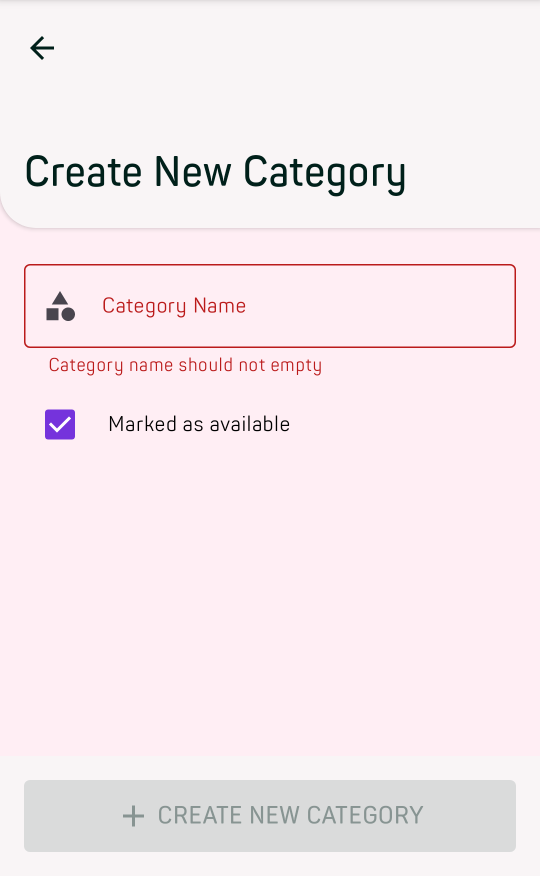 Create New Category
Category Name
Category name should not empty
Marked as available
CREATE NEW CATEGORY